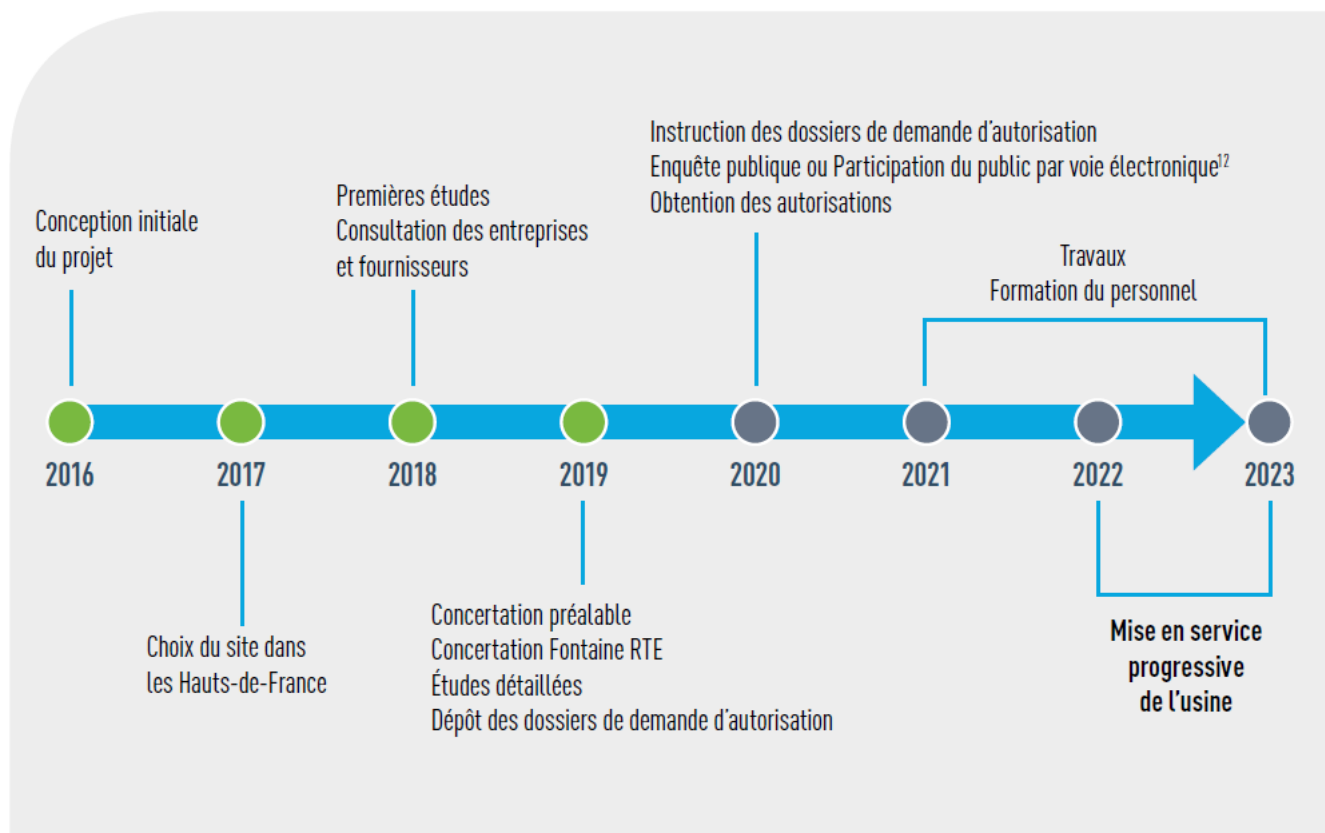 Conception initiale
du projet
Premières études
Consultation des entreprises
et fournisseurs
Instruction des dossiers de demande d'autorisation
Enquête publique ou Participation du public par voie électronique¹²
Obtention des autorisations
Travaux
Formation du personnel
2016
2017
2018
2019
2020
2021
2022
2023
Choix du site dans
les Hauts-de-France
Concertation préalable
Concertation Fontaine RTE
Études détaillées
Dépôt des dossiers de demande d'autorisation
Mise en service
progressive
de l'usine